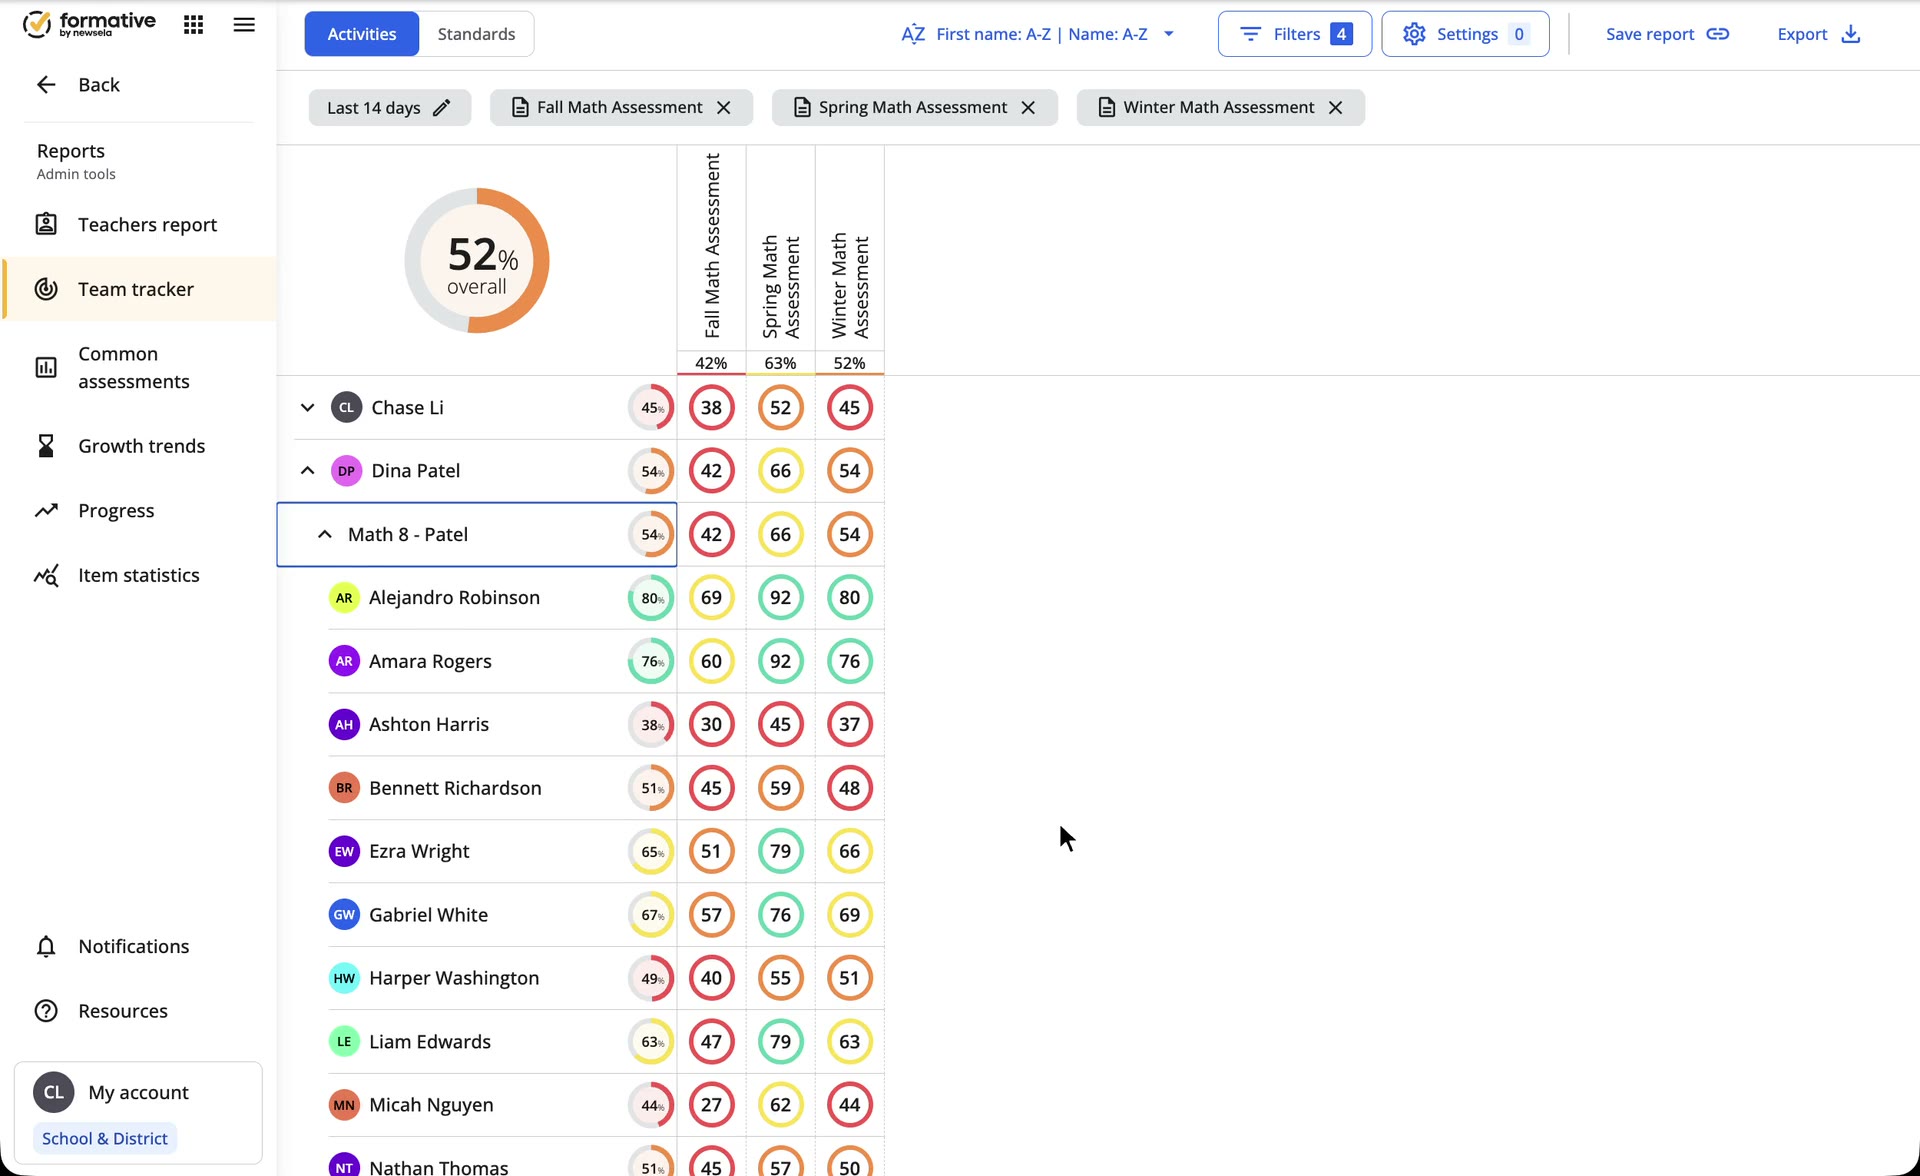 formative
by newsela
Activities
Standards
AZ First name: A-Z | Name: A-Z
Filters 4
Settings 0
Save report
Export
Back
Last 14 days
Fall Math Assessment
Spring Math Assessment
Winter Math Assessment
Reports
Admin tools
Teachers report
Team tracker
Common
assessments
Growth trends
Progress
Item statistics
Notifications
Resources
CL My account
School & District
52%
overall
Fall Math Assessment
Spring Math
Assessment
Winter Math
Assessment
42% 63% 52%
CL Chase Li 45% 38 52 45
DP Dina Patel 54% 42 66 54
Math 8 - Patel 54% 42 66 54
AR Alejandro Robinson 80% 69 92 80
AR Amara Rogers 76% 60 92 76
AH Ashton Harris 38% 30 45 37
BR Bennett Richardson 51% 45 59 48
EW Ezra Wright 65% 51 79 66
GW Gabriel White 67% 57 76 69
HW Harper Washington 49% 40 55 51
LE Liam Edwards 63% 47 79 63
MN Micah Nguyen 44% 27 62 44
NT Nathan Thomas 51% 45 57 50